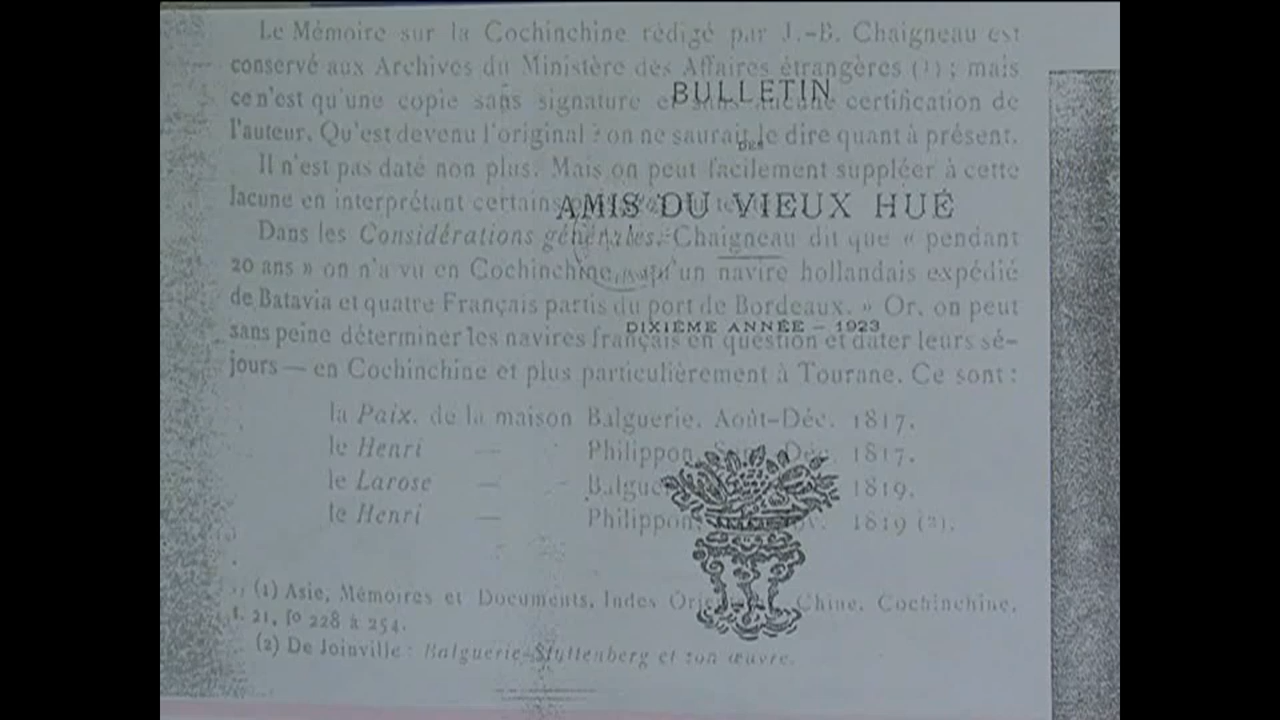 Le Mémoire sur la Cochinchine rédigé par J.-B. Chaigneau est
conservé aux Archives du Ministère des Affaires étrangères (1) ; mais
ce n'est qu'une copie sans signature et sans aucune certification de
l'auteur. Qu'est devenu l'original ? on ne saurait le dire quant à présent.
Il n'est pas daté non plus. Mais on peut facilement suppléer à cette
lacune en interprétant certains
Dans les Considérations générales. Chaigneau dit que « pendant
20 ans » on n'a vu en Cochinchine qu'un navire hollandais expédié
de Batavia et quatre Français partis du port de Bordeaux. » Or, on peut
sans peine déterminer les navires français en question et dater leurs sé-
jours — en Cochinchine et plus particulièrement à Tourane. Ce sont :
la Paix. de la maison Balguerie. Août-Déc. 1817.
le Henri — Philippon, Déc. 1817.
le Larose — 1819.
le Henri — Philippon, 1819 (2).
(1) Asie, Mémoires et Documents, Indes Chine. Cochinchine.
t. 21, fo 228 à 254.
(2) De Joinville : Balguerie-Stuttenberg et son œuvre.
BULLETIN
DES
AMIS DU VIEUX HUÉ
DIXIÈME ANNÉE - 1923